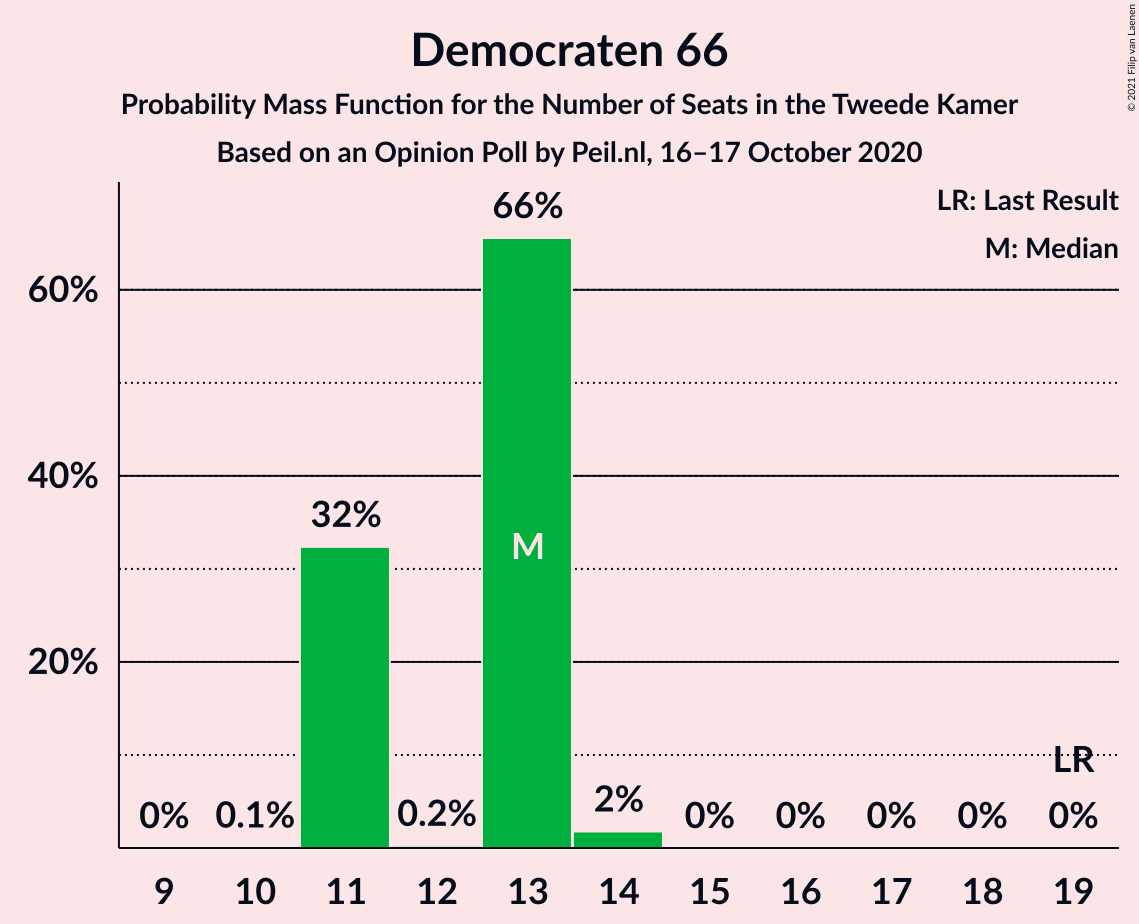 Democraten 66
Probability Mass Function for the Number of Seats in the Tweede Kamer
Based on an Opinion Poll by Peil.nl, 16–17 October 2020
© 2021 Filip van Laenen
LR: Last Result
M: Median
60%
40%
20%
0%
0.1%
32%
0.2%
66%
M
2%
0%
0%
0%
0%
LR
0%
9 10 11 12 13 14 15 16 17 18 19